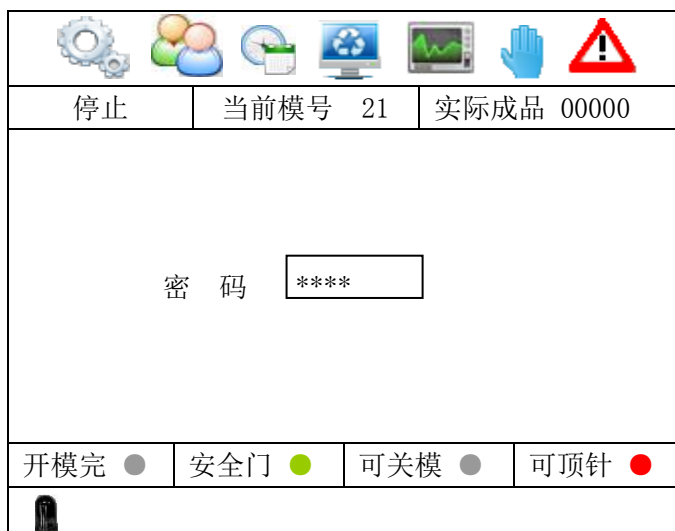 停止 当前模号 21 实际成品 00000
密 码 ****
开模完 安全门 可关模 可顶针